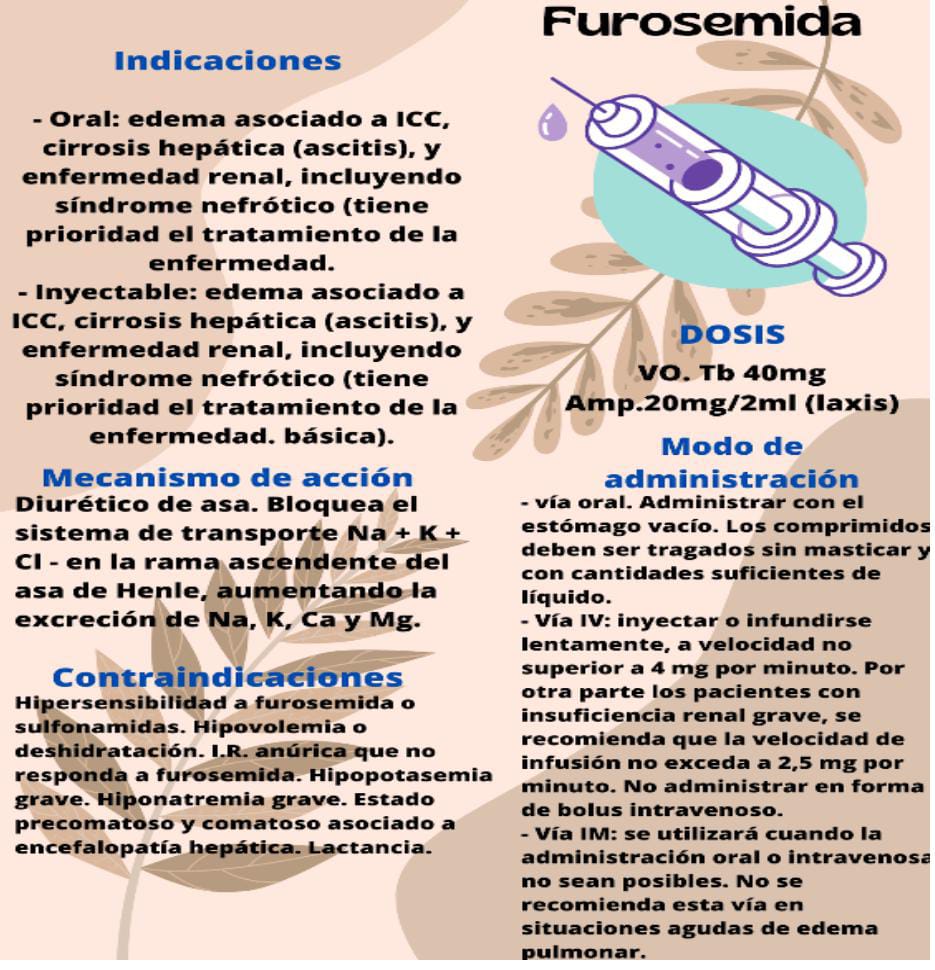 Furosemida
Indicaciones
- Oral: edema asociado a ICC,
cirrosis hepática (ascitis), y
enfermedad renal, incluyendo
síndrome nefrótico (tiene
prioridad el tratamiento de la
enfermedad.
- Inyectable: edema asociado a
ICC, cirrosis hepática (ascitis), y
enfermedad renal, incluyendo
síndrome nefrótico (tiene
prioridad el tratamiento de la
enfermedad. básica).
Mecanismo de acción
Diurético de asa. Bloquea el
sistema de transporte Na + K +
Cl - en la rama ascendente del
asa de Henle, aumentando la
excreción de Na, K, Ca y Mg.
Contraindicaciones
Hipersensibilidad a furosemida o
sulfonamidas. Hipovolemia o
deshidratación. I.R. anúrica que no
responda a furosemida. Hipopotasemia
grave. Hiponatremia grave. Estado
precomatoso y comatoso asociado a
encefalopatía hepática. Lactancia.
DOSIS
VO. Tb 40mg
Amp.20mg/2ml (laxis)
Modo de
administración
- vía oral. Administrar con el
estómago vacío. Los comprimidos
deben ser tragados sin masticar y
con cantidades suficientes de
líquido.
- Vía IV: inyectar o infundirse
lentamente, a velocidad no
superior a 4 mg por minuto. Por
otra parte los pacientes con
insuficiencia renal grave, se
recomienda que la velocidad de
infusión no exceda a 2,5 mg por
minuto. No administrar en forma
de bolus intravenoso.
- Vía IM: se utilizará cuando la
administración oral o intravenosa
no sean posibles. No se
recomienda esta vía en
situaciones agudas de edema
pulmonar.